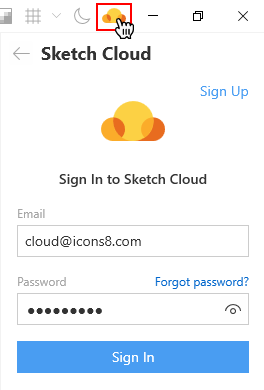 Sketch Cloud
Sign Up
Sign In to Sketch Cloud
Email
cloud@icons8.com
Password
Forgot password?
Sign In